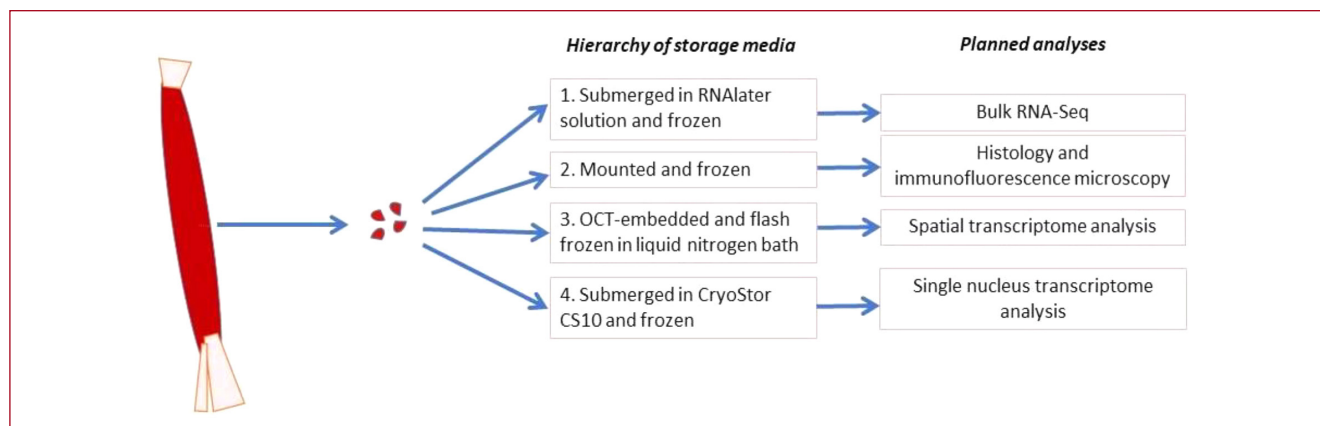 Hierarchy of storage media
Planned analyses
1. Submerged in RNAlater
solution and frozen
Bulk RNA-Seq
2. Mounted and frozen
Histology and
immunofluorescence microscopy
3. OCT-embedded and flash
frozen in liquid nitrogen bath
Spatial transcriptome analysis
4. Submerged in CryoStor
CS10 and frozen
Single nucleus transcriptome
analysis